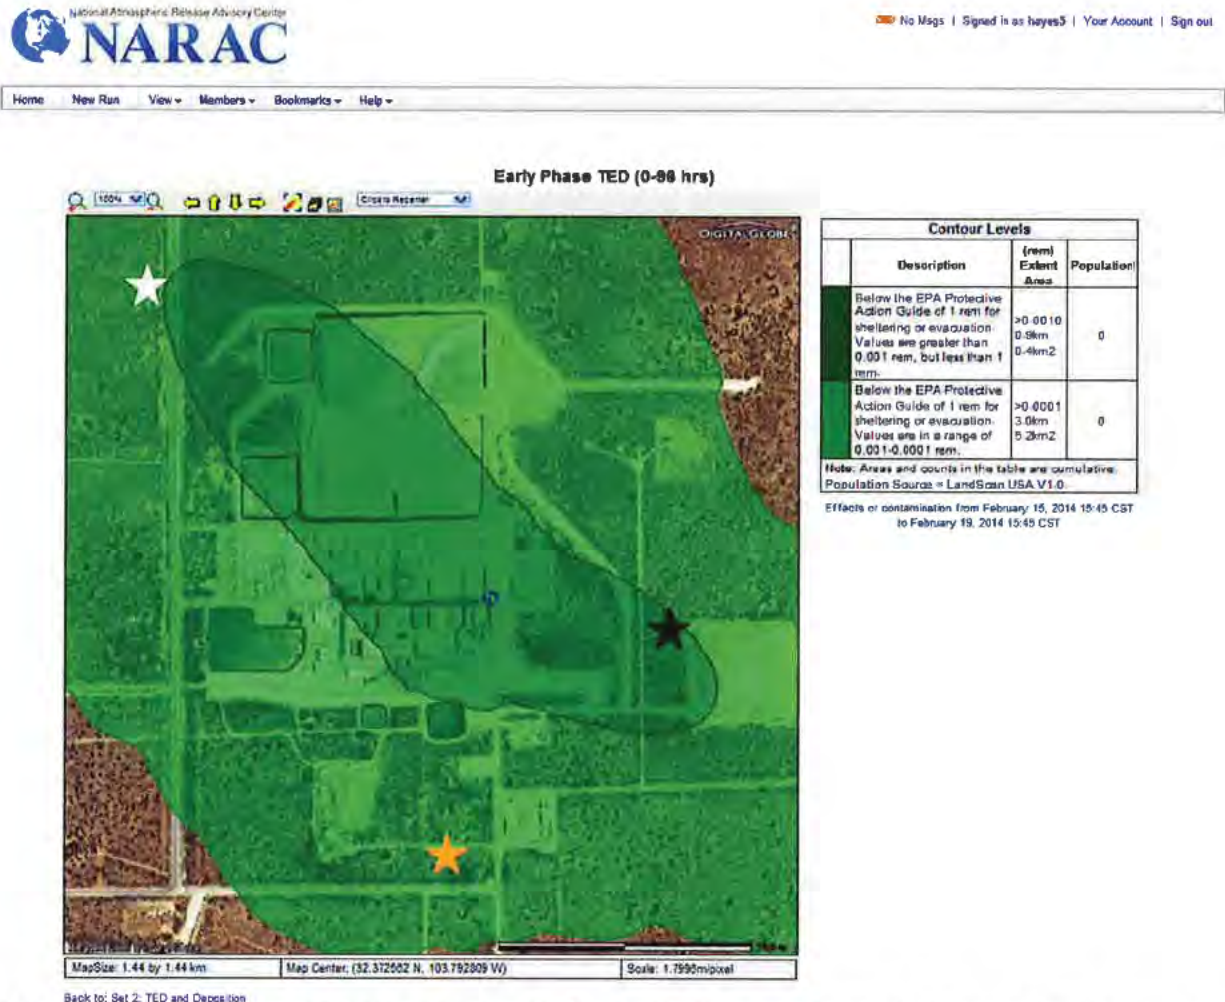 National Atmospheric Release Advisory Center
NARAC
No Msgs | Signed in as hayes5 | Your Account | Sign out
Home New Run View Members Bookmarks Help
Early Phase TED (0-96 hrs)
100%
DIGITAL GLOBE
Contour Levels
Description
(rem)
Extent
Area
Population
Below the EPA Protective
Action Guide of 1 rem for
sheltering or evacuation.
Values are greater than
0.001 rem, but less than 1
rem.
>0.0010
0.9km
0.4km2
0
Below the EPA Protective
Action Guide of 1 rem for
sheltering or evacuation.
Values are in a range of
0.001-0.0001 rem.
>0.0001
3.0km
5.2km2
0
Note: Areas and counts in the table are cumulative.
Population Source = LandScan USA V1.0.
Effects or contamination from February 15, 2014 15:45 CST
to February 19, 2014 15:45 CST
MapSize: 1.44 by 1.44 km
Map Center: (32.372562 N, 103.792809 W)
Scale: 1.7995m/pixel
Back to: Set 2: TED and Deposition